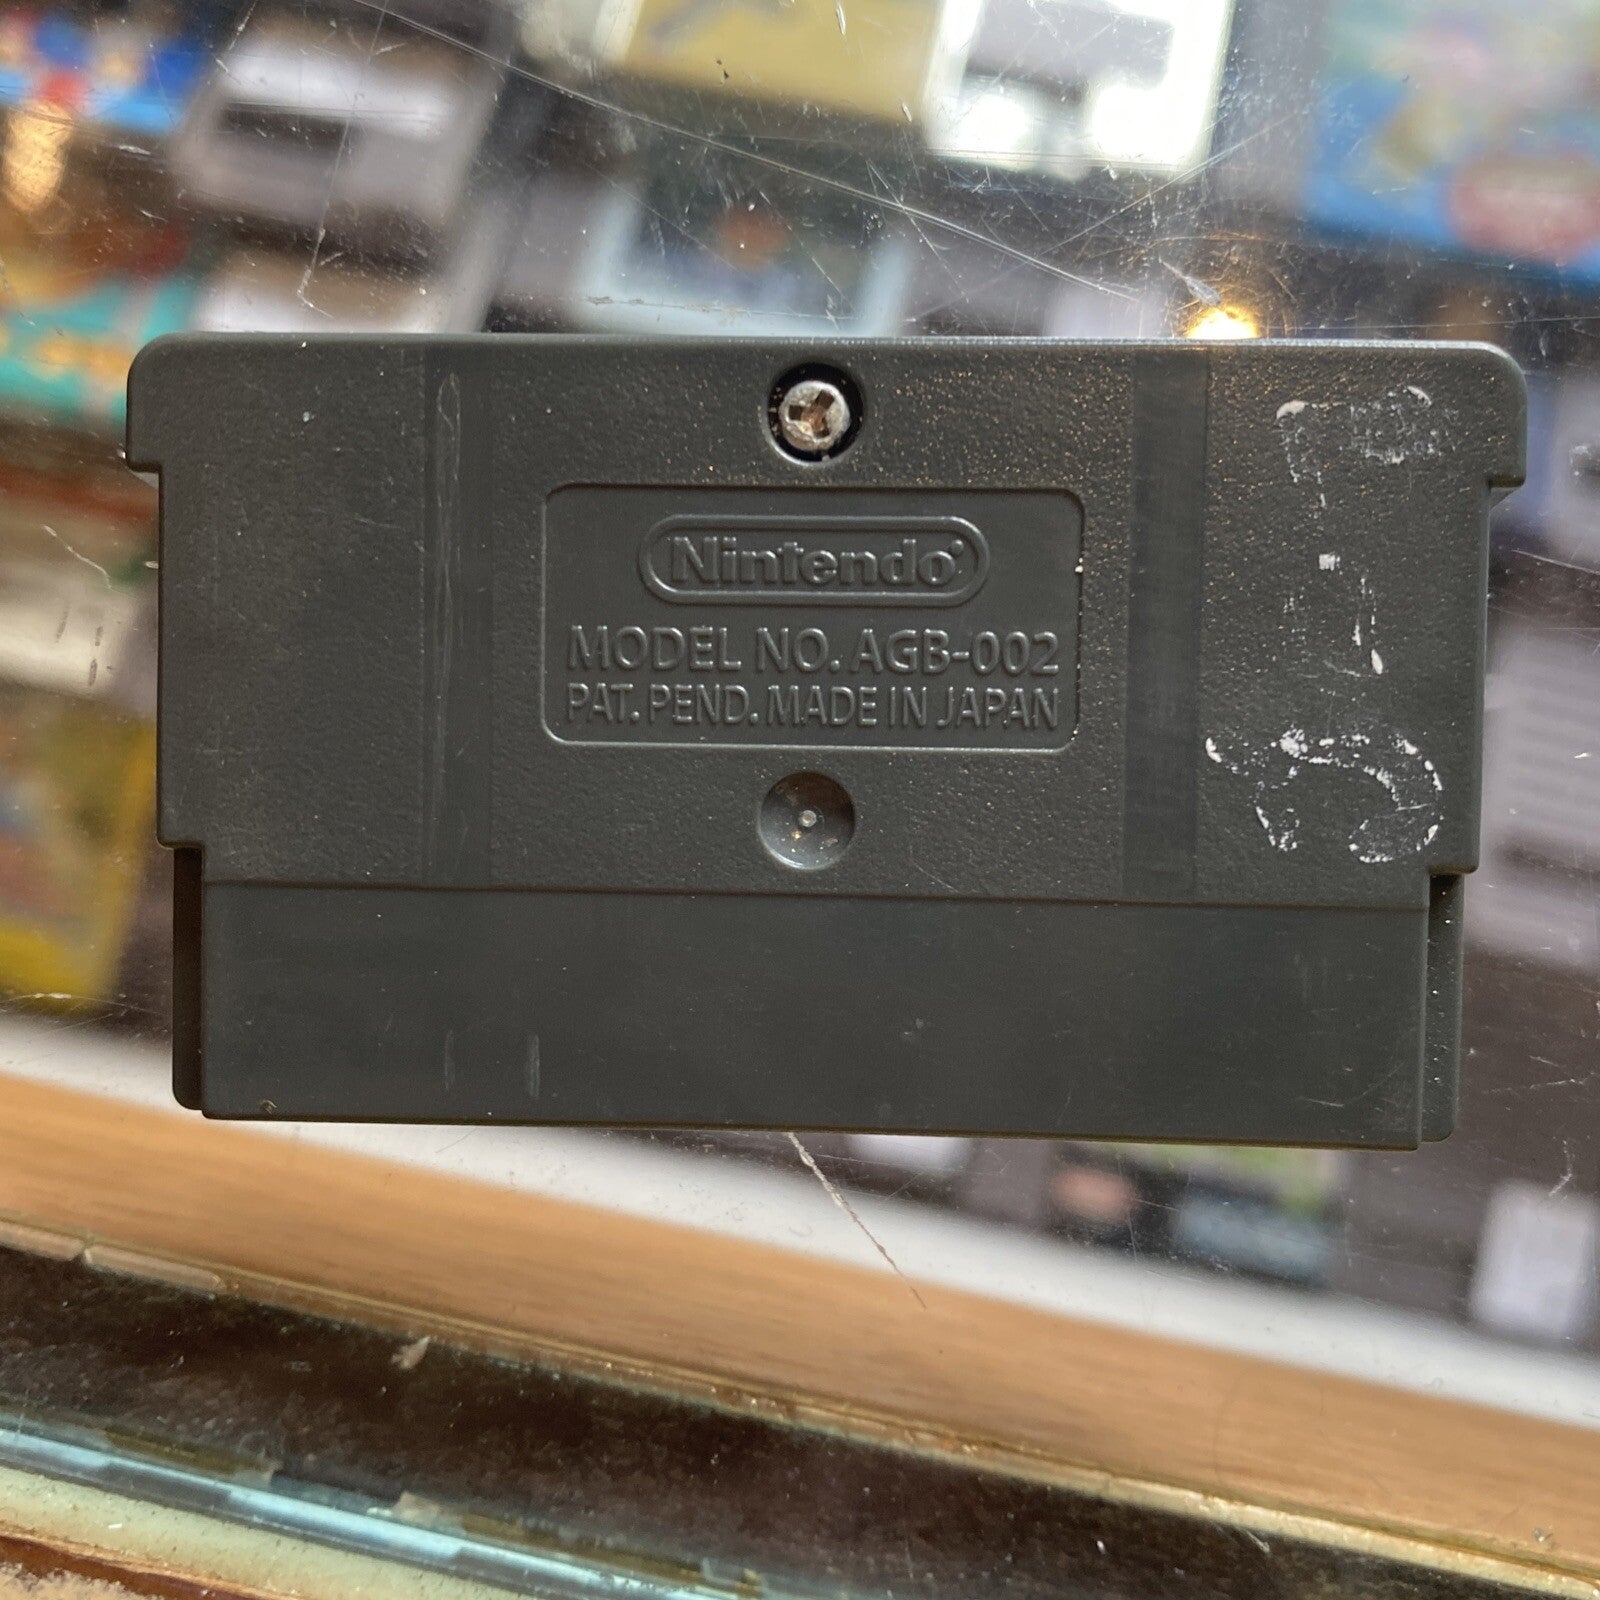 Nintendo
MODEL NO. AGB-002
PAT. PEND. MADE IN JAPAN